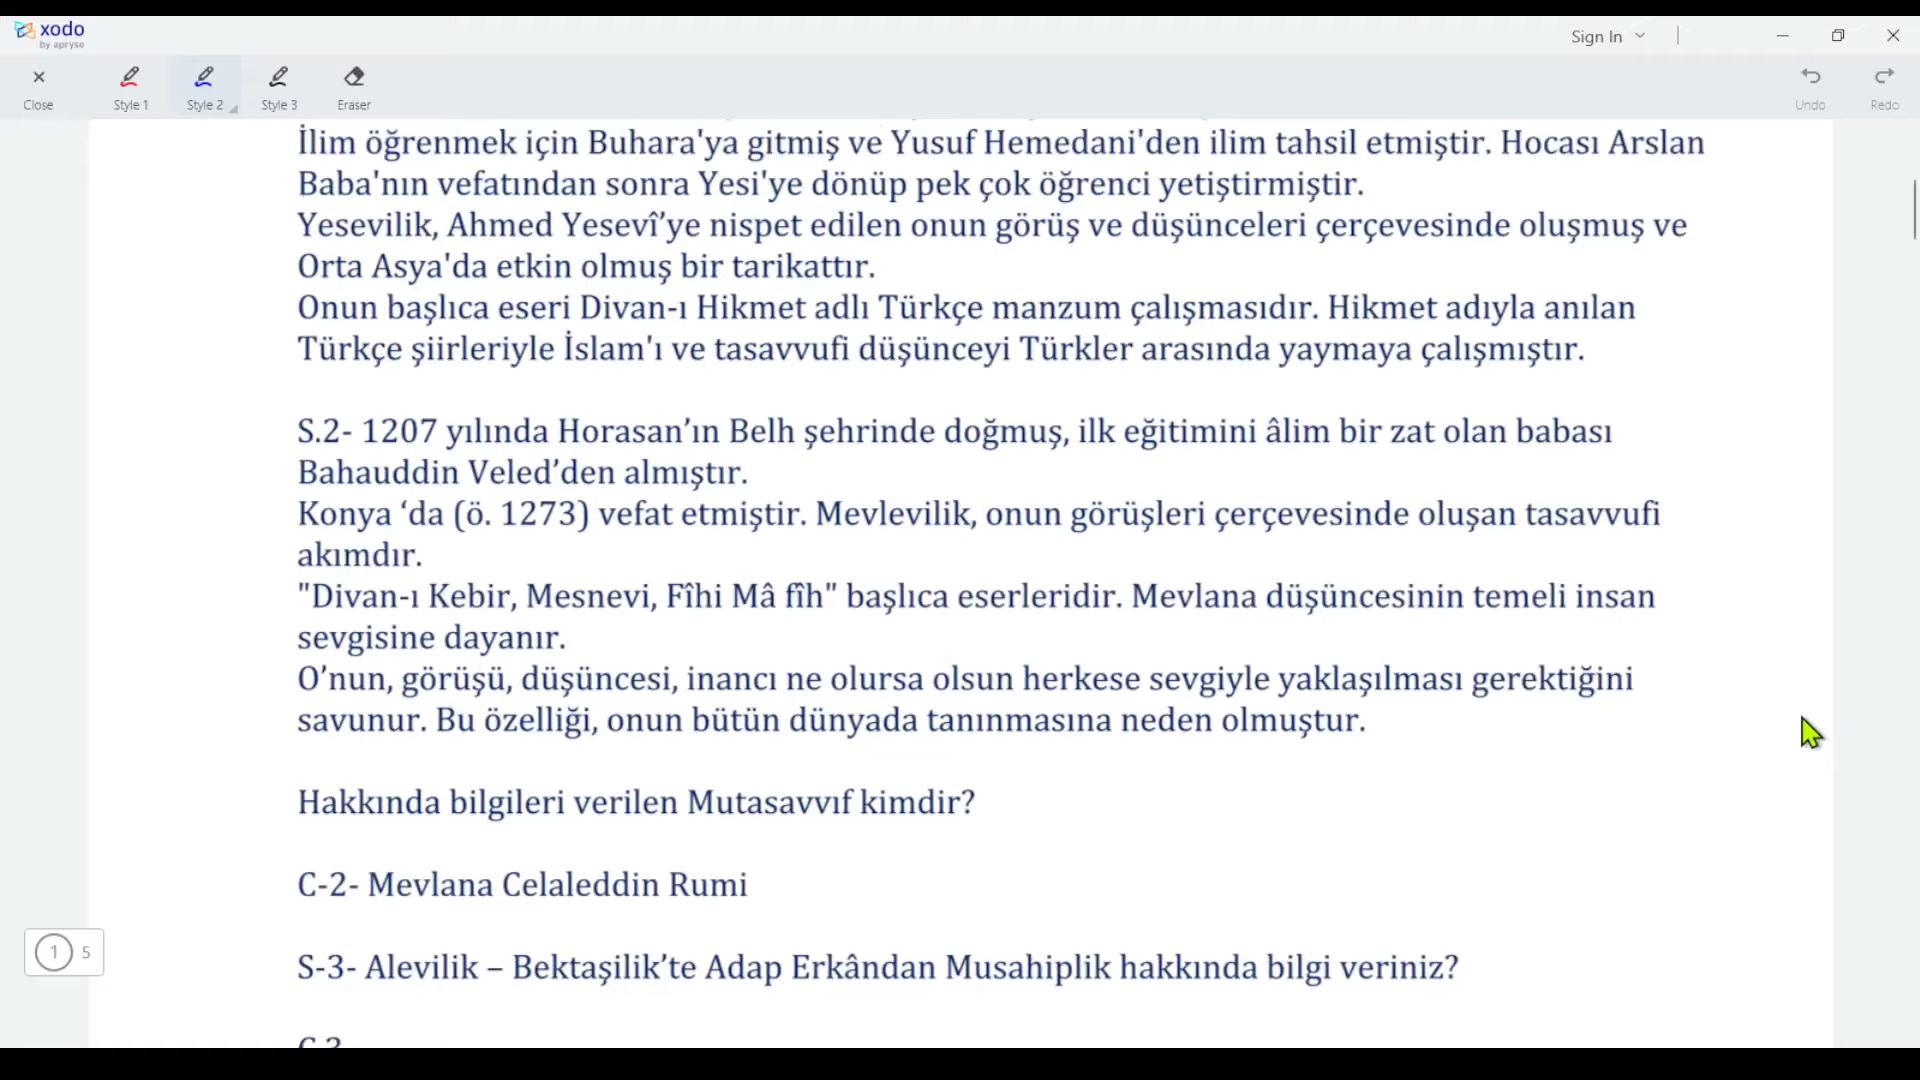 xodo
by apryse
Sign In
Close
Style 1
Style 2
Style 3
Eraser
Undo
Redo
İlim öğrenmek için Buhara'ya gitmiş ve Yusuf Hemedani'den ilim tahsil etmiştir. Hocası Arslan
Baba'nın vefatından sonra Yesi'ye dönüp pek çok öğrenci yetiştirmiştir.
Yesevilik, Ahmed Yesevî’ye nispet edilen onun görüş ve düşünceleri çerçevesinde oluşmuş ve
Orta Asya'da etkin olmuş bir tarikattır.
Onun başlıca eseri Divan-ı Hikmet adlı Türkçe manzum çalışmasıdır. Hikmet adıyla anılan
Türkçe şiirleriyle İslam'ı ve tasavvufi düşünceyi Türkler arasında yaymaya çalışmıştır.
S.2- 1207 yılında Horasan’ın Belh şehrinde doğmuş, ilk eğitimini âlim bir zat olan babası
Bahauddin Veled’den almıştır.
Konya ‘da (ö. 1273) vefat etmiştir. Mevlevilik, onun görüşleri çerçevesinde oluşan tasavvufi
akımdır.
"Divan-ı Kebir, Mesnevi, Fîhi Mâ fîh" başlıca eserleridir. Mevlana düşüncesinin temeli insan
sevgisine dayanır.
O’nun, görüşü, düşüncesi, inancı ne olursa olsun herkese sevgiyle yaklaşılması gerektiğini
savunur. Bu özelliği, onun bütün dünyada tanınmasına neden olmuştur.
Hakkında bilgileri verilen Mutasavvıf kimdir?
C-2- Mevlana Celaleddin Rumi
1 5
S-3- Alevilik – Bektaşilik’te Adap Erkândan Musahiplik hakkında bilgi veriniz?